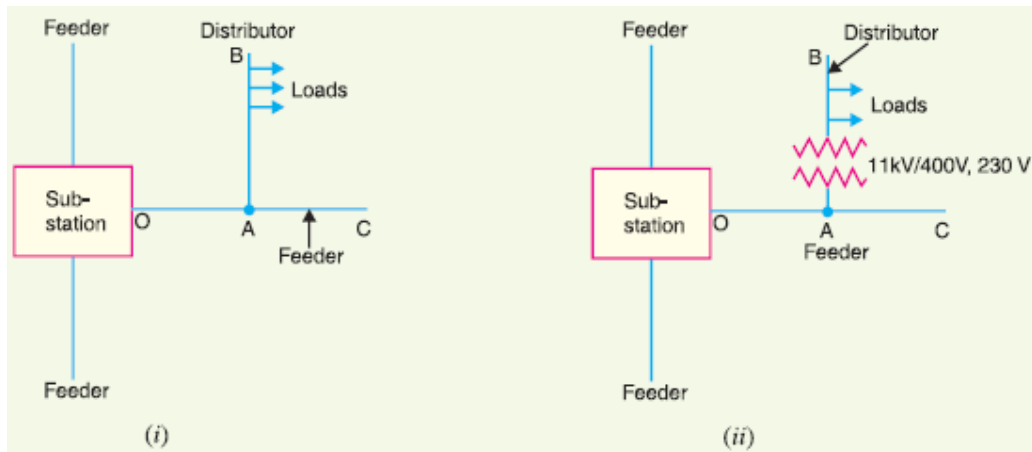 Feeder
Distributor
B
Loads
Sub-
station
O
A
C
Feeder
Feeder
(i)
Feeder
Distributor
B
Loads
11kV/400V, 230 V
Sub-
station
O
A
C
Feeder
Feeder
(ii)